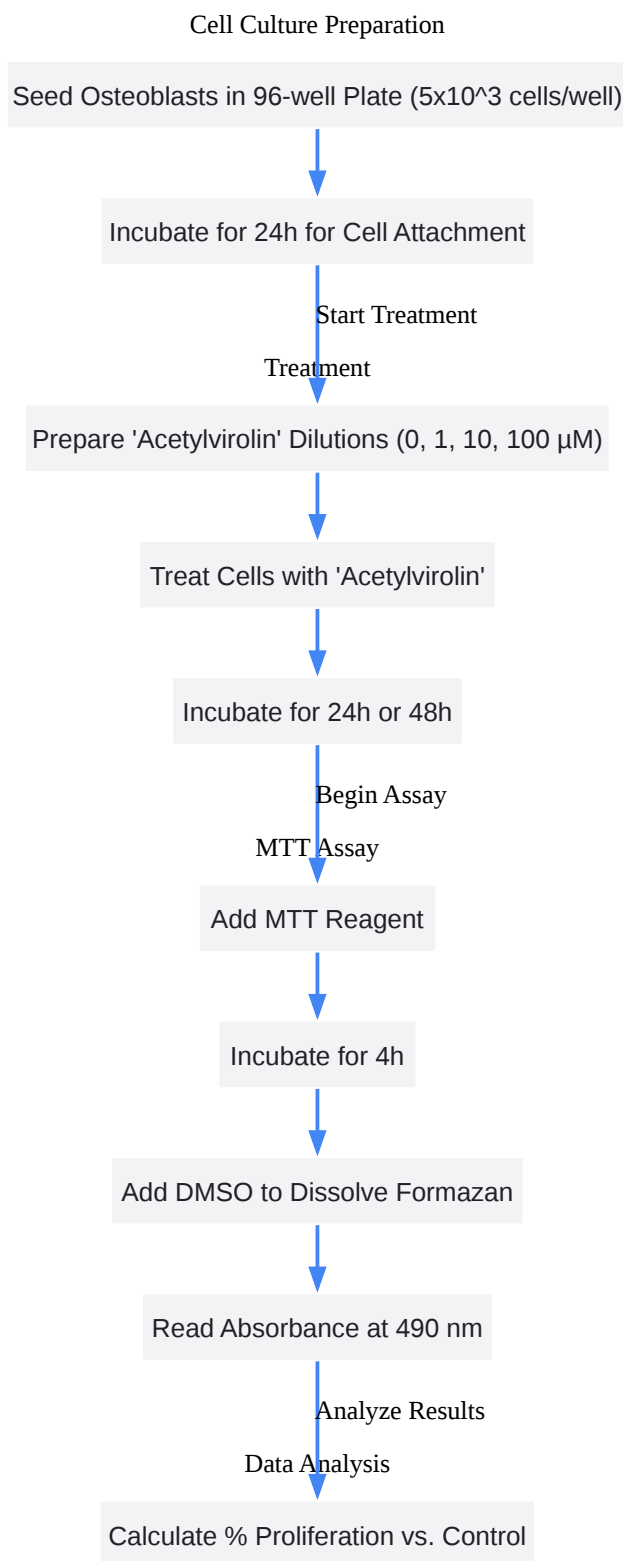 Cell Culture Preparation
Seed Osteoblasts in 96-well Plate (5x10^3 cells/well)
Incubate for 24h for Cell Attachment
Start Treatment
Treatment
Prepare 'Acetylvirolin' Dilutions (0, 1, 10, 100 µM)
Treat Cells with 'Acetylvirolin'
Incubate for 24h or 48h
Begin Assay
MTT Assay
Add MTT Reagent
Incubate for 4h
Add DMSO to Dissolve Formazan
Read Absorbance at 490 nm
Analyze Results
Data Analysis
Calculate % Proliferation vs. Control